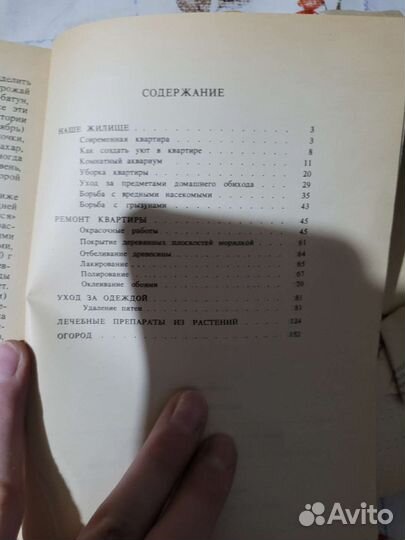 СОДЕРЖАНИЕ
НАШЕ ЖИЛИЩЕ 3
Современная квартира 3
Как создать уют в квартире 8
Комнатный аквариум 11
Уборка квартиры 20
Уход за предметами домашнего обихода 29
Борьба с вредными насекомыми 35
Борьба с грызунами 43
РЕМОНТ КВАРТИРЫ 45
Окрасочные работы 45
Покрытие деревянных плоскостей морилкой 61
Отбеливание древесины 64
Лакирование 65
Полирование 67
Оклеивание обоями 70
УХОД ЗА ОДЕЖДОЙ 81
Удаление пятен 81
ЛЕЧЕБНЫЕ ПРЕПАРАТЫ ИЗ РАСТЕНИЙ 124
ОГОРОД 152
Avito